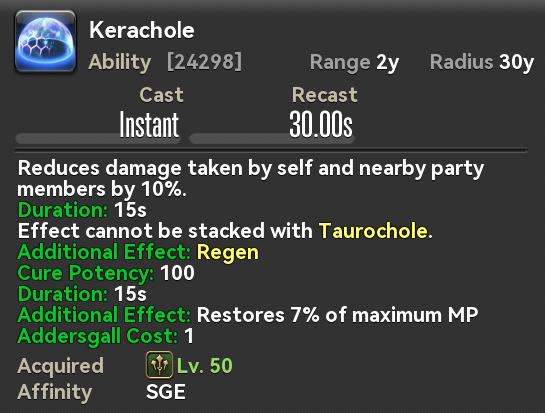 Kerachole
Ability [24298] Range 2y Radius 30y
Cast Recast
Instant 30.00s
Reduces damage taken by self and nearby party
members by 10%.
Duration: 15s
Effect cannot be stacked with Taurochole.
Additional Effect: Regen
Cure Potency: 100
Duration: 15s
Additional Effect: Restores 7% of maximum MP
Addersgall Cost: 1
Acquired Lv. 50
Affinity SGE